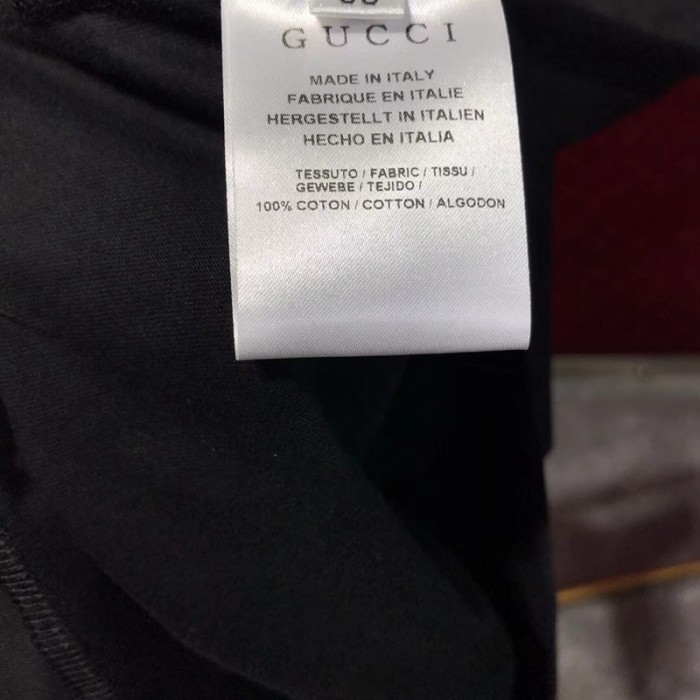 GUCCI
MADE IN ITALY
FABRIQUE EN ITALIE
HERGESTELLT IN ITALIEN
HECHO EN ITALIA
TESSUTO / FABRIC / TISSU /
GEWEBE / TEJIDO /
100% COTON / COTTON / ALGODON